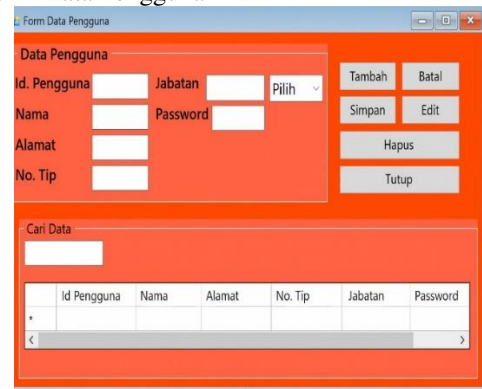 Form Data Pengguna
Data Pengguna
Id. Pengguna Jabatan Pilih
Nama Password
Alamat
No. Tip
Tambah Batal
Simpan Edit
Hapus
Tutup
Cari Data
Id Pengguna Nama Alamat No. Tip Jabatan Password